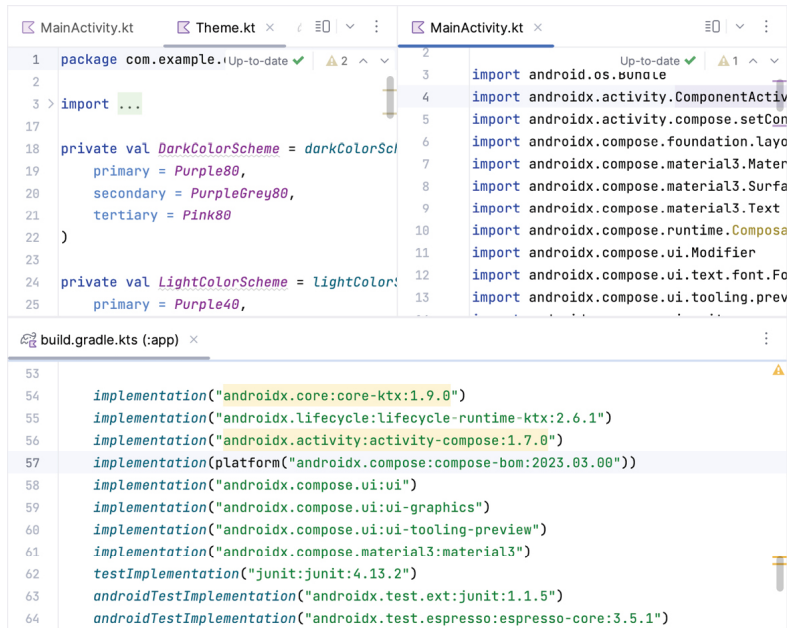 MainActivity.kt
Theme.kt
Up-to-date
2
1 package com.example.
2
3 import ...
17
18 private val DarkColorScheme = darkColorSc
19 primary = Purple80,
20 secondary = PurpleGrey80,
21 tertiary = Pink80
22 )
23
24 private val LightColorScheme = lightColorS
25 primary = Purple40,
MainActivity.kt
Up-to-date
1
2
3 import android.os.Bundle
4 import androidx.activity.ComponentActiv
5 import androidx.activity.compose.setCon
6 import androidx.compose.foundation.layo
7 import androidx.compose.material3.Mater
8 import androidx.compose.material3.Surfa
9 import androidx.compose.material3.Text
10 import androidx.compose.runtime.Composa
11 import androidx.compose.ui.Modifier
12 import androidx.compose.ui.text.font.Fo
13 import androidx.compose.ui.tooling.prev
build.gradle.kts (:app)
53
54 implementation("androidx.core:core-ktx:1.9.0")
55 implementation("androidx.lifecycle:lifecycle-runtime-ktx:2.6.1")
56 implementation("androidx.activity:activity-compose:1.7.0")
57 implementation(platform("androidx.compose:compose-bom:2023.03.00"))
58 implementation("androidx.compose.ui:ui")
59 implementation("androidx.compose.ui:ui-graphics")
60 implementation("androidx.compose.ui:ui-tooling-preview")
61 implementation("androidx.compose.material3:material3")
62 testImplementation("junit:junit:4.13.2")
63 androidTestImplementation("androidx.test.ext:junit:1.1.5")
64 androidTestImplementation("androidx.test.espresso:espresso-core:3.5.1")